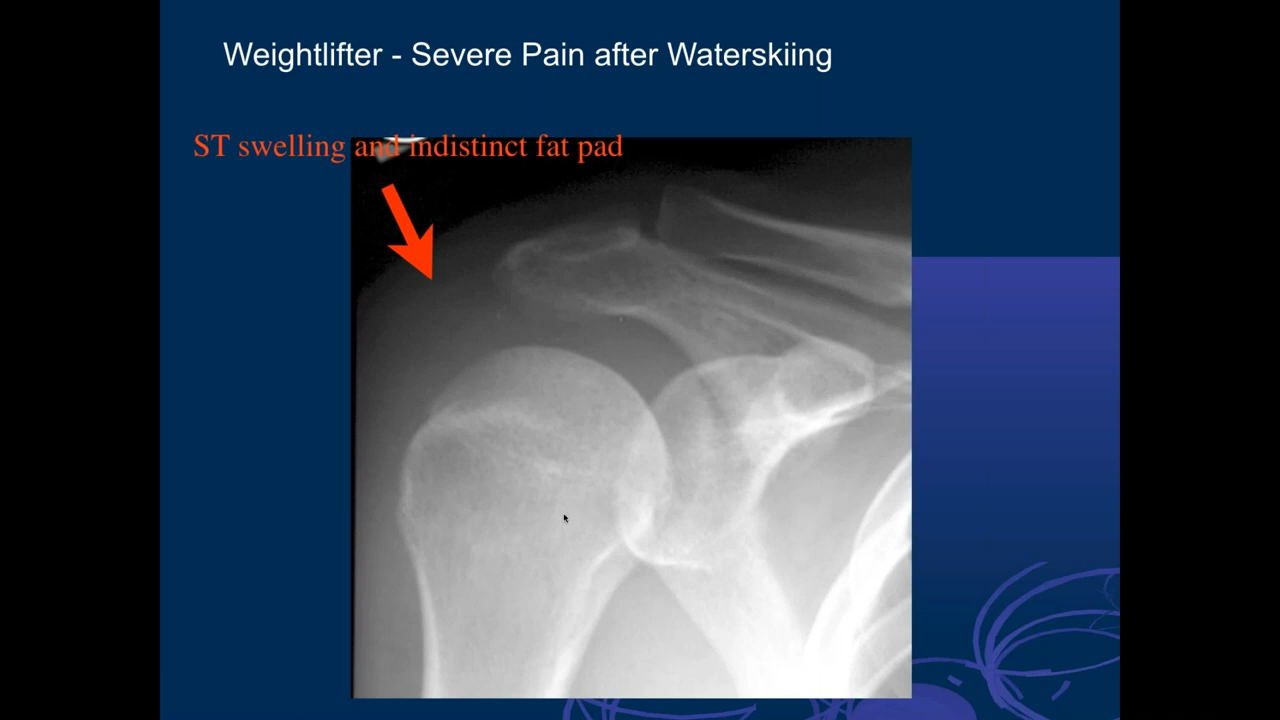 Weightlifter - Severe Pain after Waterskiing
ST swelling and indistinct fat pad